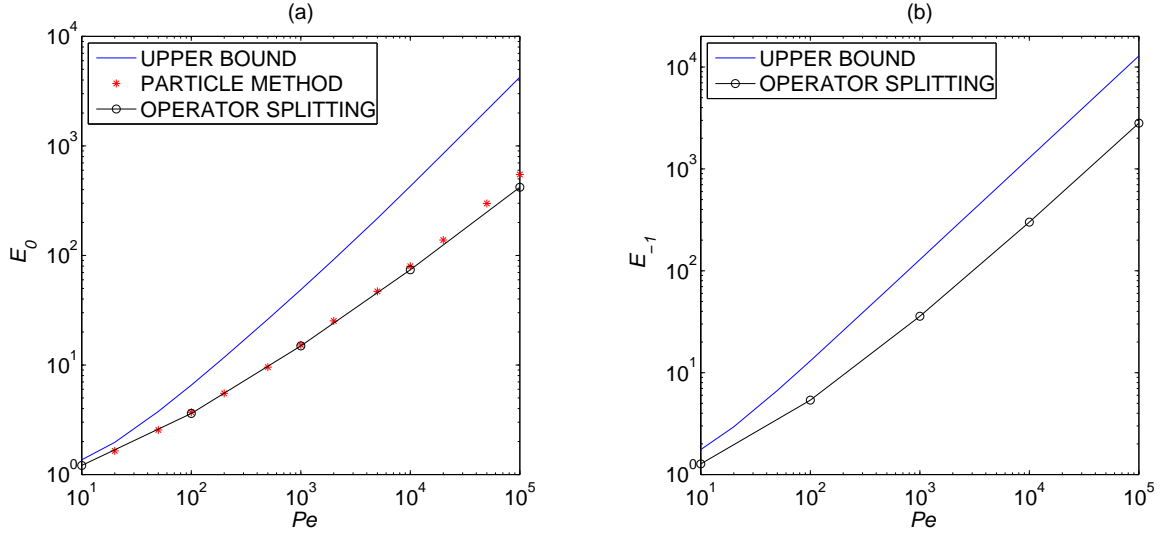 (a)
10^4
10^3
10^2
10^1
10^0
E_0
UPPER BOUND
PARTICLE METHOD
OPERATOR SPLITTING
10^1 10^2 10^3 10^4 10^5
Pe
(b)
10^4
10^3
10^2
10^1
10^0
E_{-1}
UPPER BOUND
OPERATOR SPLITTING
10^1 10^2 10^3 10^4 10^5
Pe